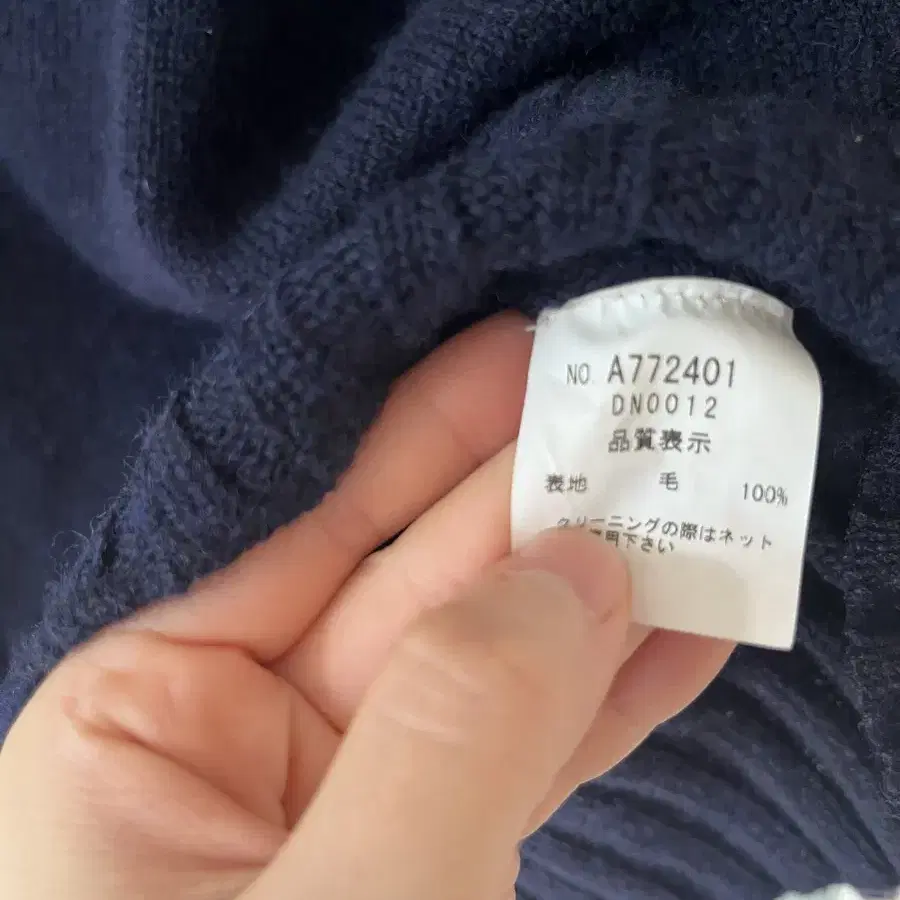 NO. A772401
DN0012
品質表示
表地 毛 100%
クリーニングの際はネット
用下さい